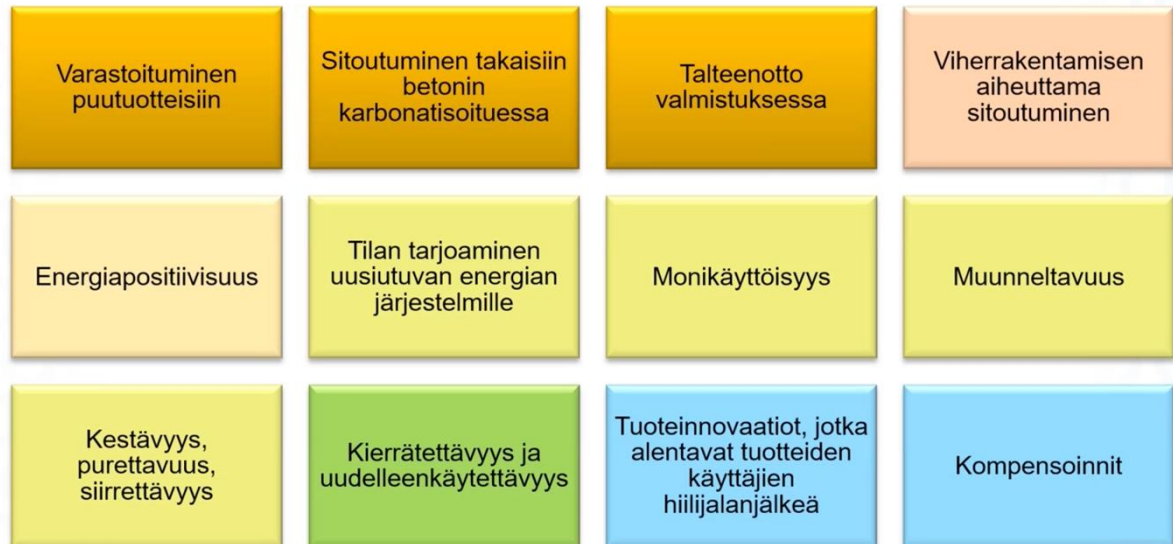 Varastoituminen
puutuotteisiin
Sitoutuminen takaisiin
betonin
karbonatisoituessa
Talteenotto
valmistuksessa
Viherrakentamisen
aiheuttama
sitoutuminen
Energiapositiivisuus
Tilan tarjoaminen
uusiutuvan energian
järjestelmille
Monikäyttöisyys
Muunneltavuus
Kestävyys,
purettavuus,
siirrettävyys
Kierrätettävyys ja
uudelleenkäytettävyys
Tuoteinnovaatiot, jotka
alentavat tuotteiden
käyttäjien
hiilijalanjälkeä
Kompensoinnit